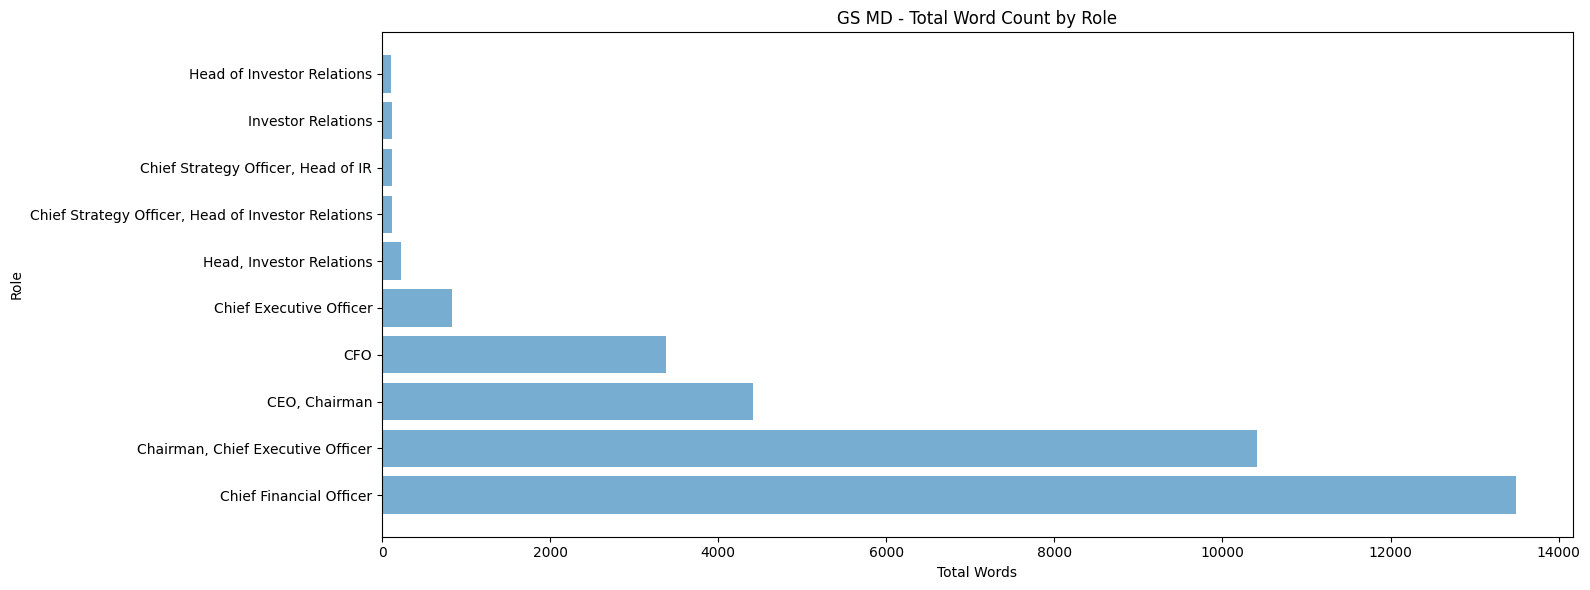 GS MD - Total Word Count by Role
Head of Investor Relations
Investor Relations
Chief Strategy Officer, Head of IR
Chief Strategy Officer, Head of Investor Relations
Head, Investor Relations
Chief Executive Officer
CFO
CEO, Chairman
Chairman, Chief Executive Officer
Chief Financial Officer
Role
0 2000 4000 6000 8000 10000 12000 14000
Total Words